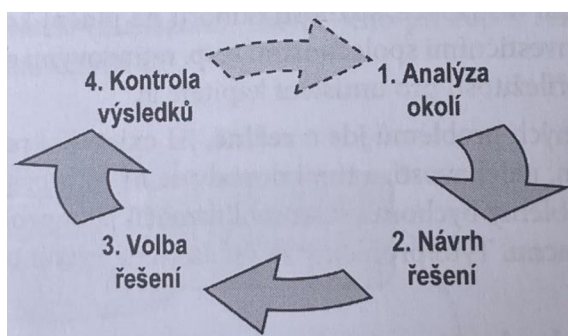 4. Kontrola
výsledků
1. Analýza
okolí
2. Návrh
řešení
3. Volba
řešení